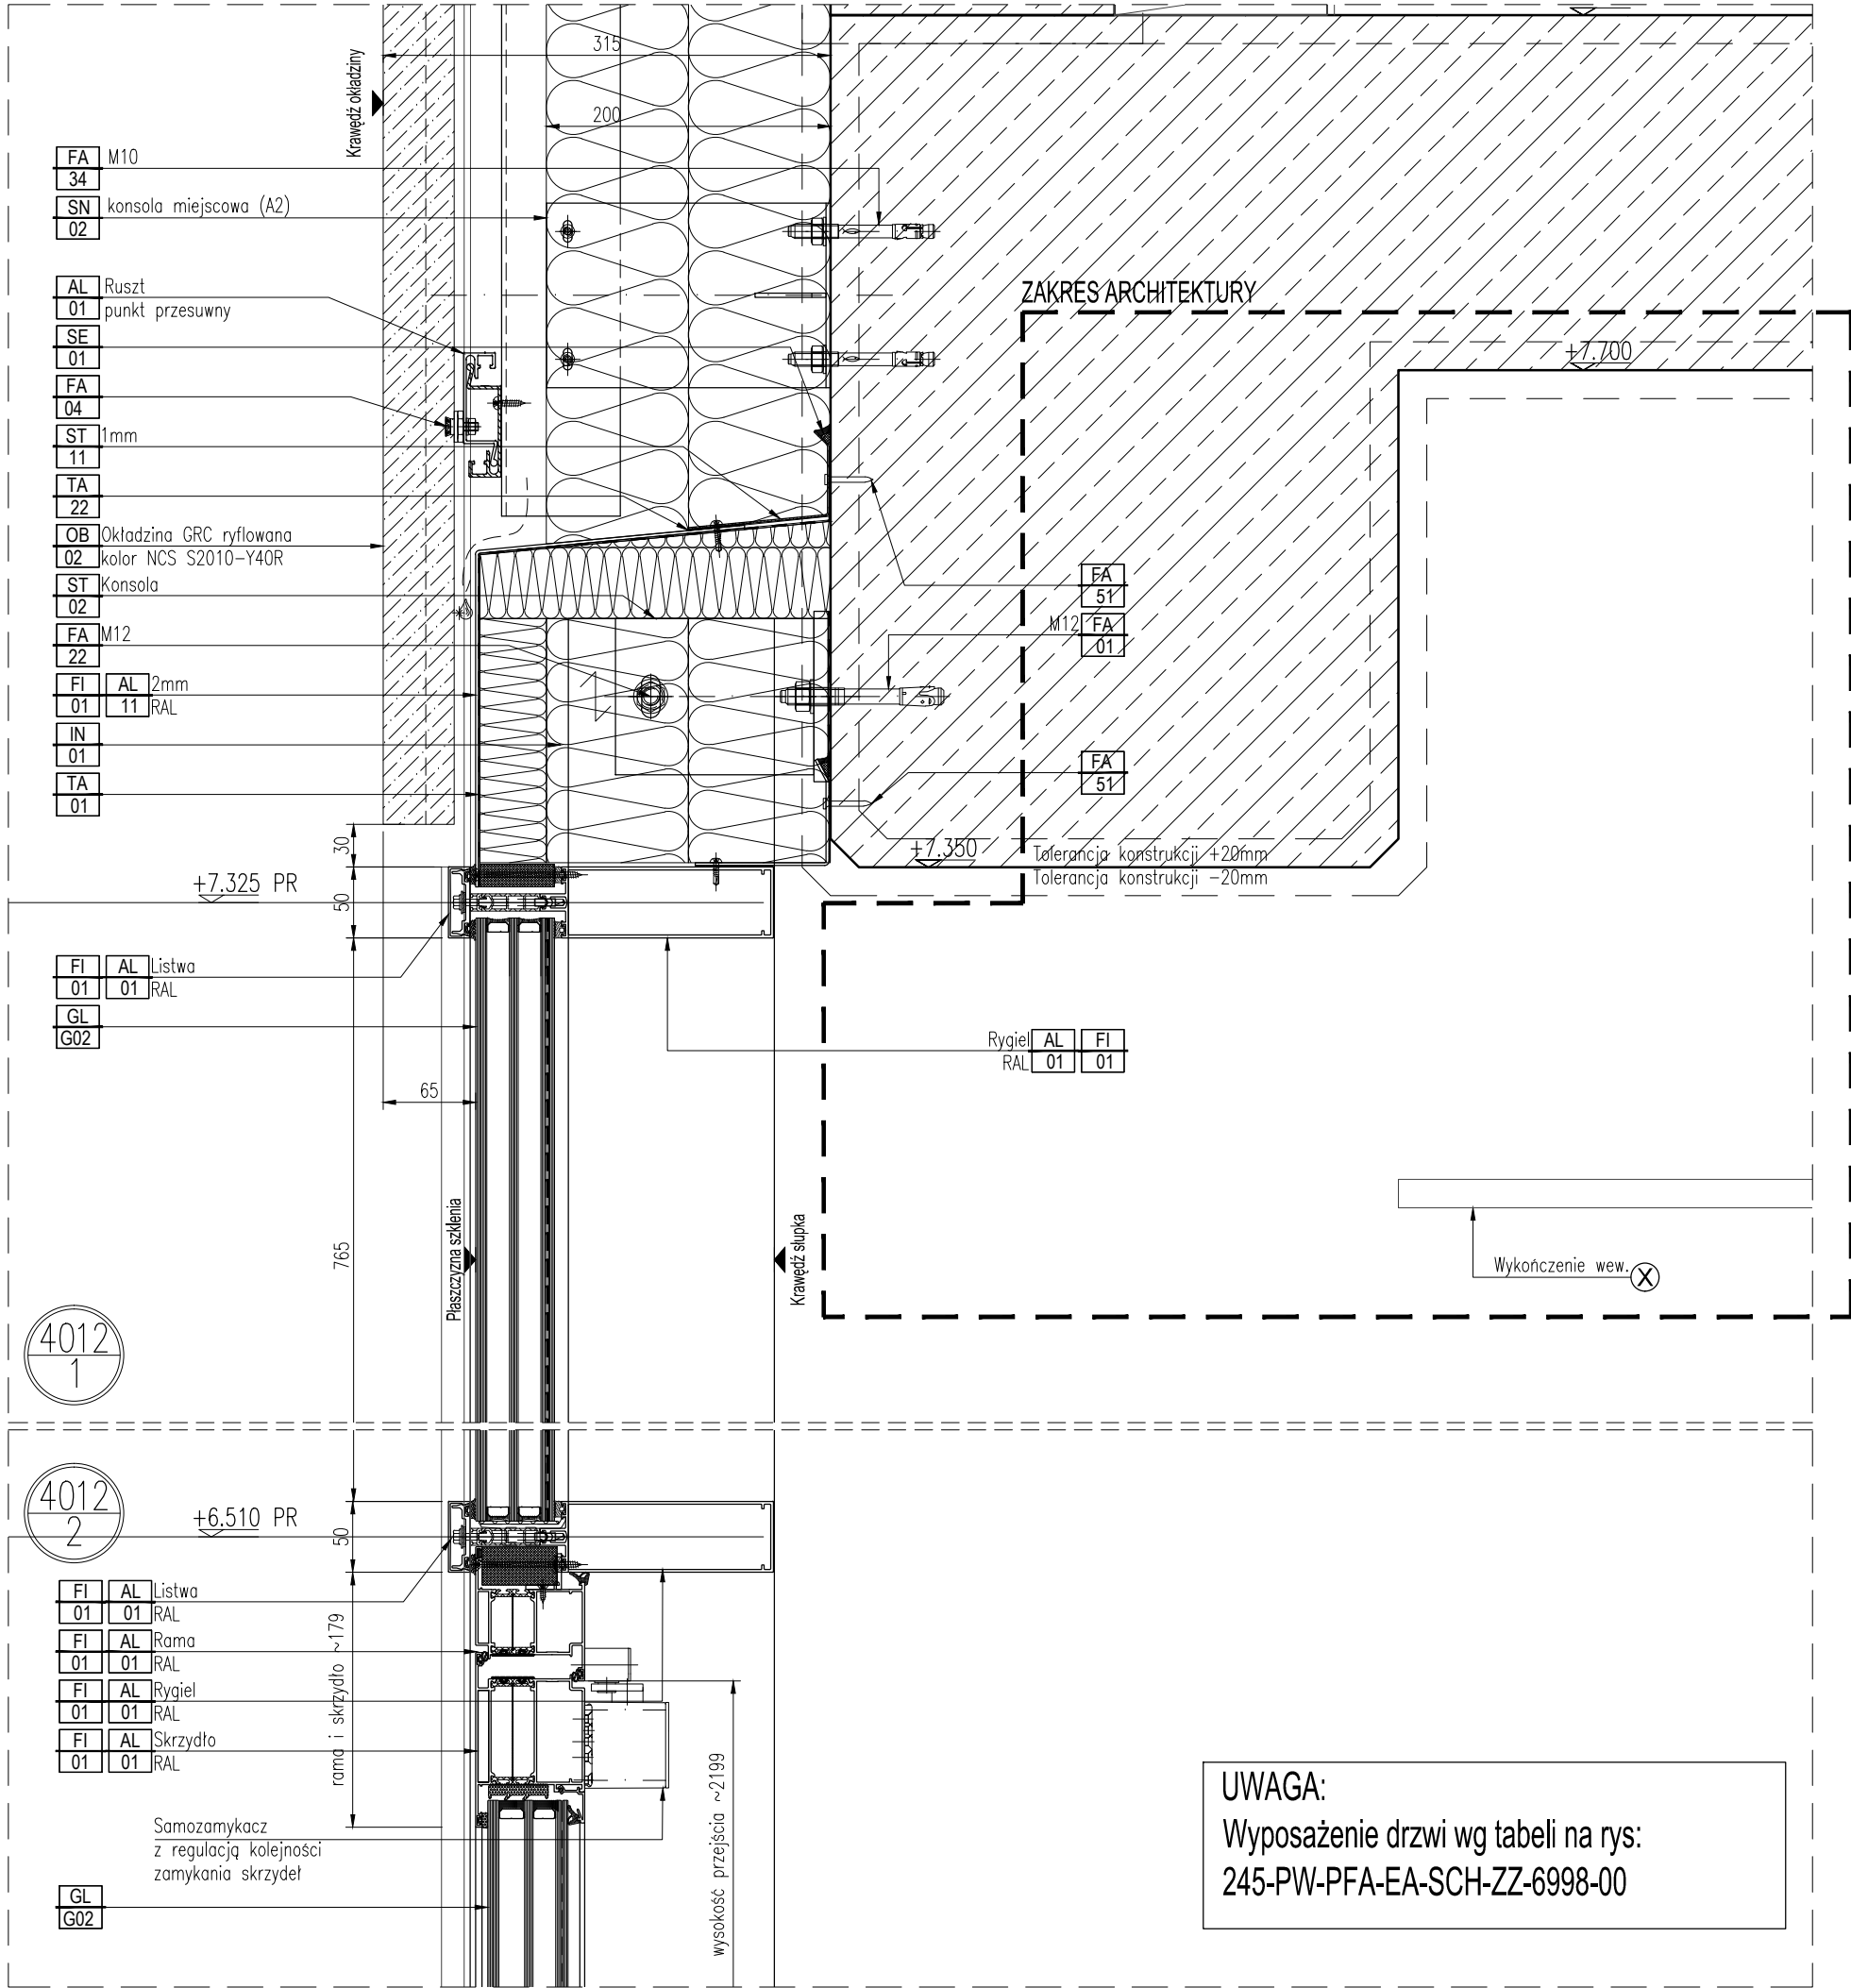 315
Krawędź okładziny
200
FA M10
34
SN konsola miejscowa (A2)
02
ZAKRES ARCHITEKTURY
AL Ruszt
01 punkt przesuwny
SE
01
+7.700
FA
04
ST 1mm
11
TA
22
OB Okładzina GRC ryflowana
02 kolor NCS S2010-Y40R
ST Konsola
02
FA
51
FA M12
22
M12 FA
01
FI AL 2mm
01 11 RAL
IN
01
FA
51
TA
01
30
+7.350
Tolerancja konstrukcji +20mm
Tolerancja konstrukcji -20mm
+7.325 PR
50
FI AL Listwa
01 01 RAL
GL
G02
Rygiel AL FI
RAL 01 01
65
765
Płaszczyzna szklenia
Krawędź słupka
Wykończenie wew. X
4012
1
4012
2
+6.510 PR
50
FI AL Listwa
01 01 RAL
FI AL Rama
01 01 RAL
FI AL Rygiel
01 01 RAL
FI AL Skrzydło
01 01 RAL
rama i skrzydło ~179
wysokość przejścia ~2199
Samozamykacz
z regulacją kolejności
zamykania skrzydeł
GL
G02
UWAGA:
Wyposażenie drzwi wg tabeli na rys:
245-PW-PFA-EA-SCH-ZZ-6998-00